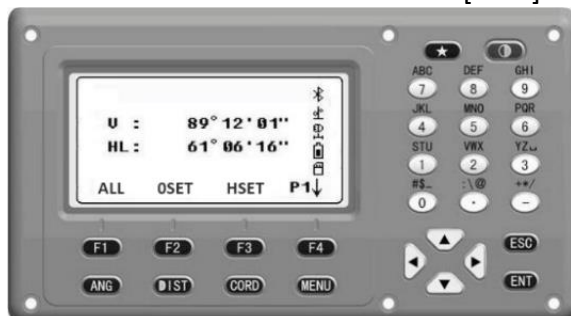 ★
V : 89°12'01"
HL: 61°06'16"
ALL 0SET HSET P1↓
F1 F2 F3 F4
ANG DIST CORD MENU
ABC DEF GHI
7 8 9
JKL MNO PQR
4 5 6
STU VWX YZ␣
1 2 3
#$_ :\@ +*/
0 · -
ESC
ENT